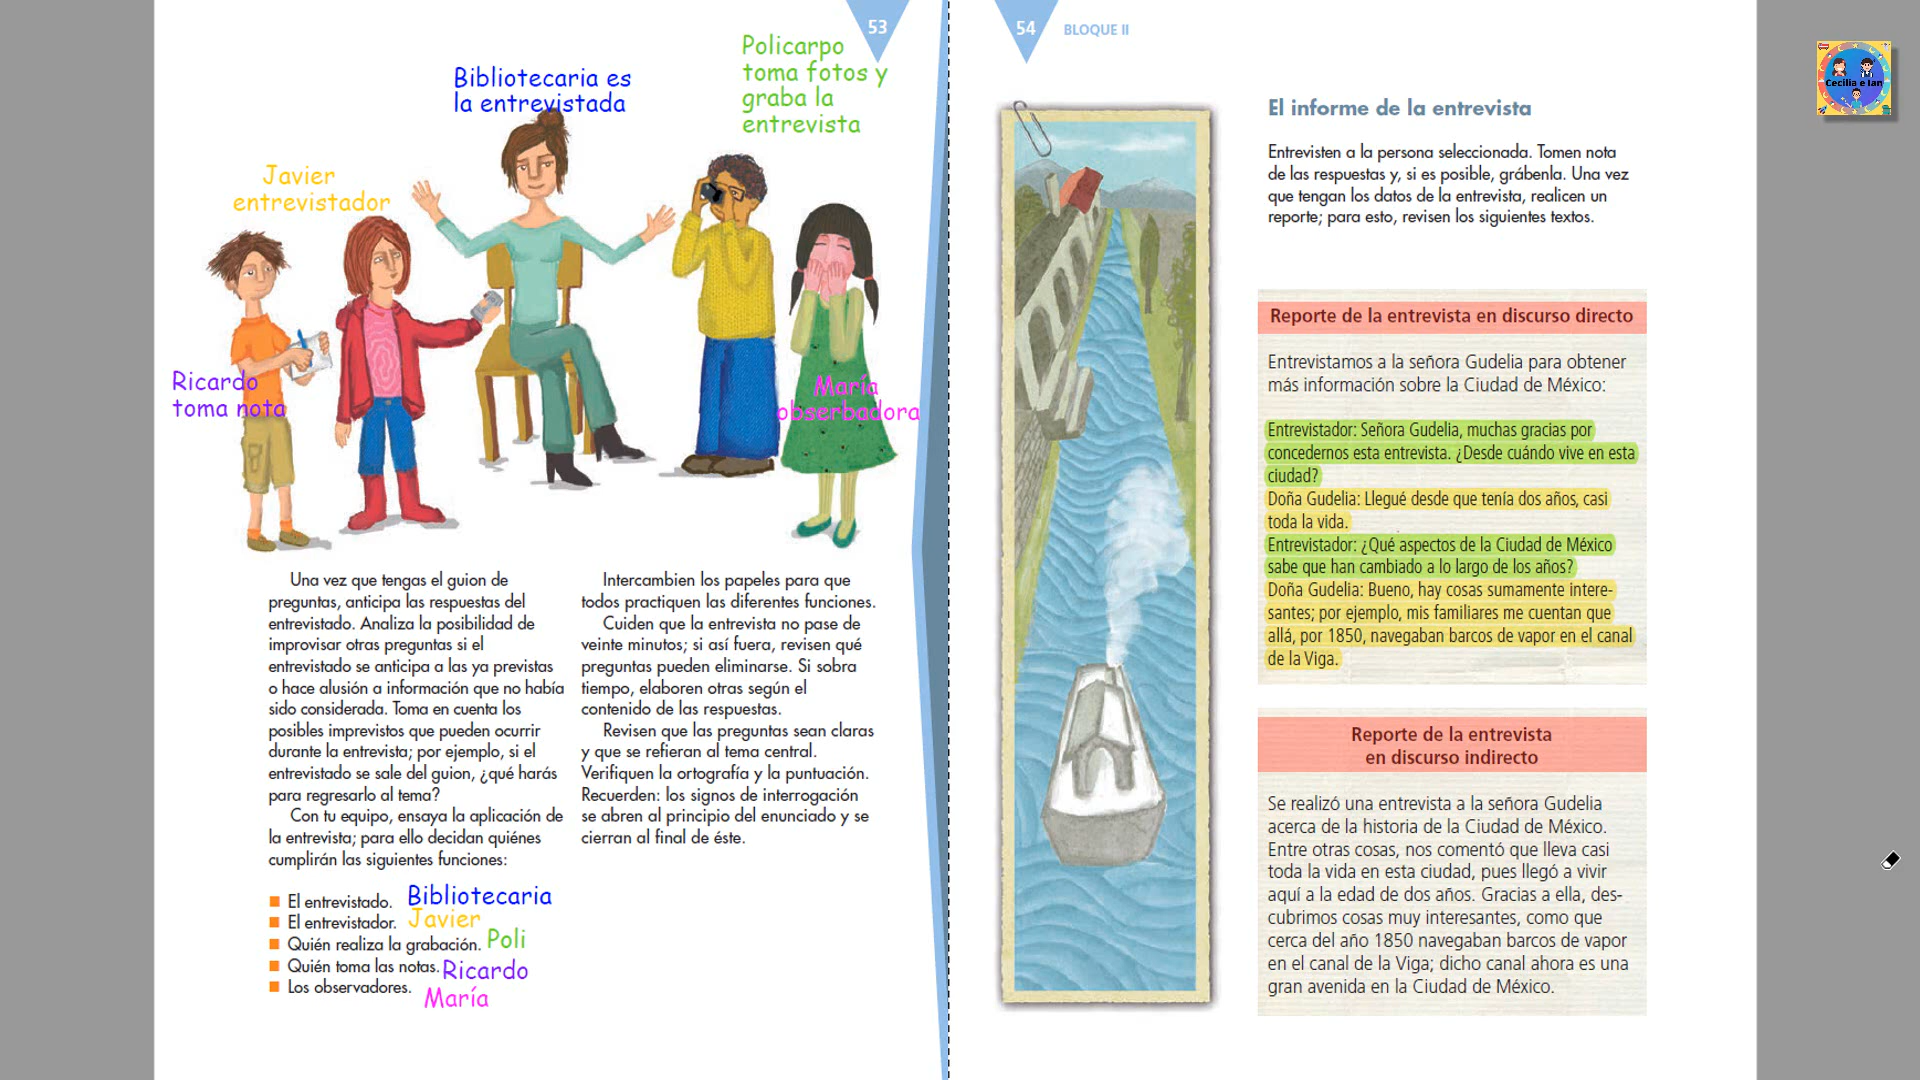 53
Bibliotecaria es
la entrevistada
Policarpo
toma fotos y
graba la
entrevista
Javier
entrevistador
Ricardo
toma nota
María
obserbadora
Una vez que tengas el guion de
preguntas, anticipa las respuestas del
entrevistado. Analiza la posibilidad de
improvisar otras preguntas si el
entrevistado se anticipa a las ya previstas
o hace alusión a información que no había
sido considerada. Toma en cuenta los
posibles imprevistos que pueden ocurrir
durante la entrevista; por ejemplo, si el
entrevistado se sale del guion, ¿qué harás
para regresarlo al tema?
Con tu equipo, ensaya la aplicación de
la entrevista; para ello decidan quiénes
cumplirán las siguientes funciones:
El entrevistado. Bibliotecaria
El entrevistador. Javier
Quién realiza la grabación. Poli
Quién toma las notas. Ricardo
Los observadores. María
Intercambien los papeles para que
todos practiquen las diferentes funciones.
Cuiden que la entrevista no pase de
veinte minutos; si así fuera, revisen qué
preguntas pueden eliminarse. Si sobra
tiempo, elaboren otras según el
contenido de las respuestas.
Revisen que las preguntas sean claras
y que se refieran al tema central.
Verifiquen la ortografía y la puntuación.
Recuerden: los signos de interrogación
se abren al principio del enunciado y se
cierran al final de éste.
54 BLOQUE II
El informe de la entrevista
Entrevisten a la persona seleccionada. Tomen nota
de las respuestas y, si es posible, grábenla. Una vez
que tengan los datos de la entrevista, realicen un
reporte; para esto, revisen los siguientes textos.
Reporte de la entrevista en discurso directo
Entrevistamos a la señora Gudelia para obtener
más información sobre la Ciudad de México:
Entrevistador: Señora Gudelia, muchas gracias por
concedernos esta entrevista. ¿Desde cuándo vive en esta
ciudad?
Doña Gudelia: Llegué desde que tenía dos años, casi
toda la vida.
Entrevistador: ¿Qué aspectos de la Ciudad de México
sabe que han cambiado a lo largo de los años?
Doña Gudelia: Bueno, hay cosas sumamente intere-
santes; por ejemplo, mis familiares me cuentan que
allá, por 1850, navegaban barcos de vapor en el canal
de la Viga.
Reporte de la entrevista
en discurso indirecto
Se realizó una entrevista a la señora Gudelia
acerca de la historia de la Ciudad de México.
Entre otras cosas, nos comentó que lleva casi
toda la vida en esta ciudad, pues llegó a vivir
aquí a la edad de dos años. Gracias a ella, des-
cubrimos cosas muy interesantes, como que
cerca del año 1850 navegaban barcos de vapor
en el canal de la Viga; dicho canal ahora es una
gran avenida en la Ciudad de México.
Cecilia e Ian